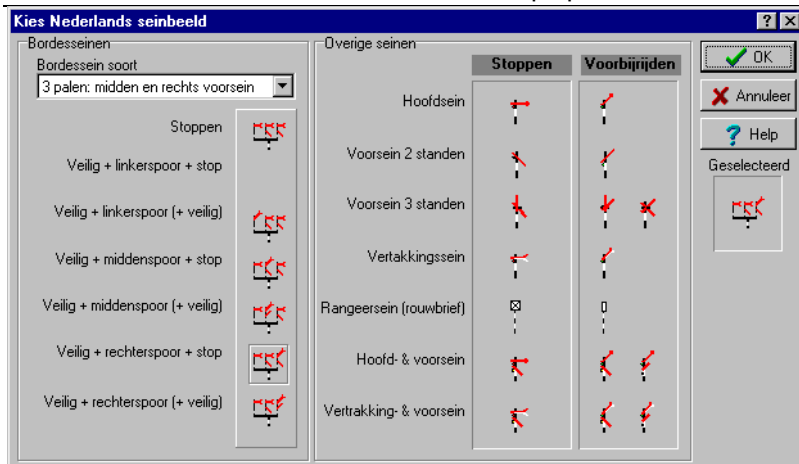 Kies Nederlands seinbeeld
Bordesseinen
Bordessein soort
3 palen: midden en rechts voorsein
Stoppen
Veilig + linkerspoor + stop
Veilig + linkerspoor (+ veilig)
Veilig + middenspoor + stop
Veilig + middenspoor (+ veilig)
Veilig + rechterspoor + stop
Veilig + rechterspoor (+ veilig)
Overige seinen
Stoppen Voorbijrijden
Hoofdsein
Voorsein 2 standen
Voorsein 3 standen
Vertakkingssein
Rangeersein (rouwbrief)
Hoofd- & voorsein
Vertrakking- & voorsein
OK
Annuleer
Help
Geselecteerd